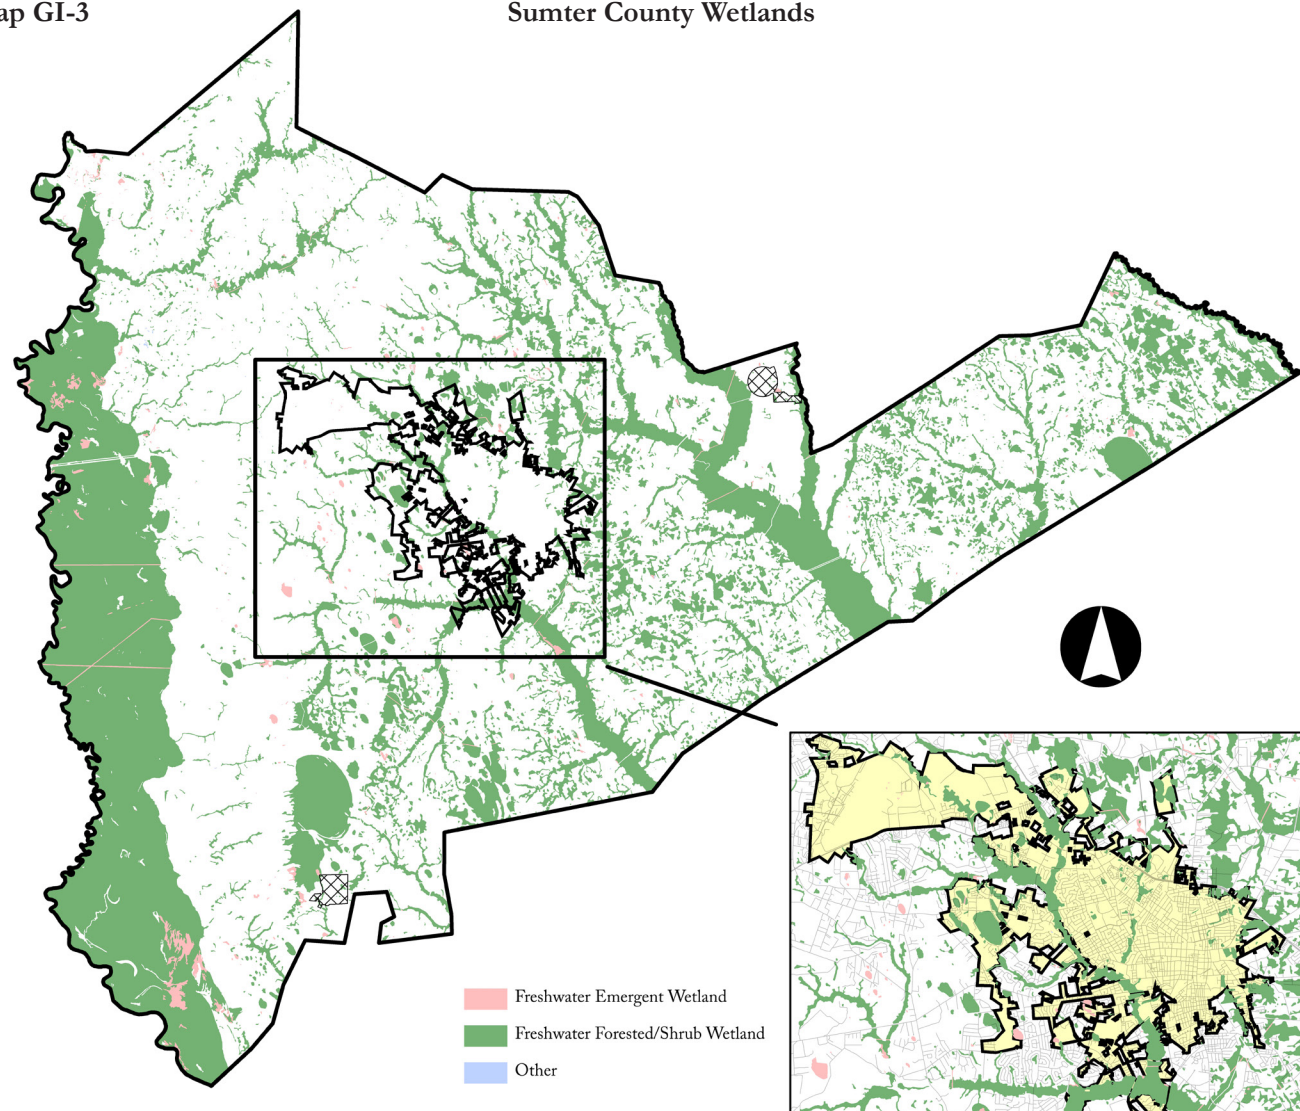 ap GI-3
Sumter County Wetlands
Freshwater Emergent Wetland
Freshwater Forested/Shrub Wetland
Other